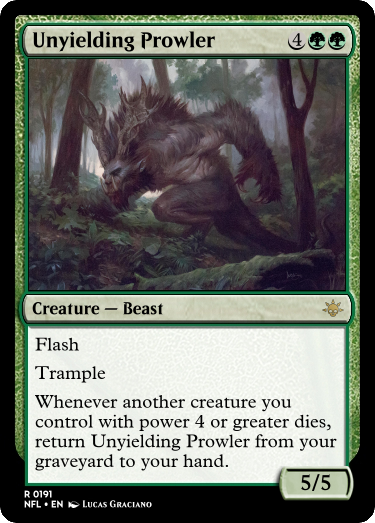 Unyielding Prowler 4
Creature — Beast
Flash
Trample
Whenever another creature you
control with power 4 or greater dies,
return Unyielding Prowler from your
graveyard to your hand.
5/5
R 0191
NFL • EN Lucas Graciano